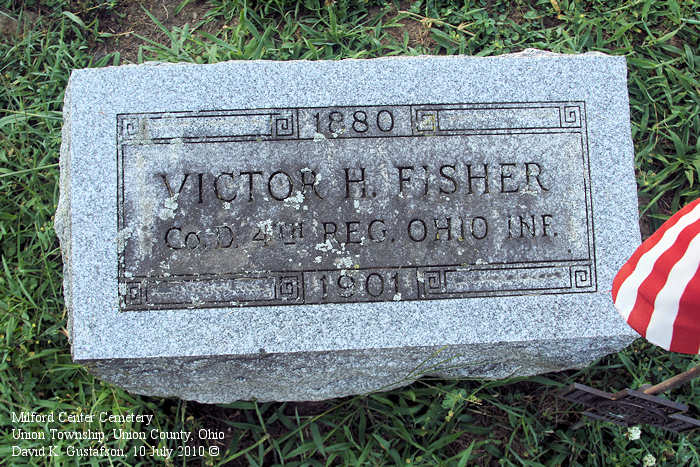 1880
VICTOR H. FISHER
Co. D. 4TH REG. OHIO INF.
1901
Milford Center Cemetery
Union Township, Union County, Ohio
David K. Gustafson, 10 July 2010 ©